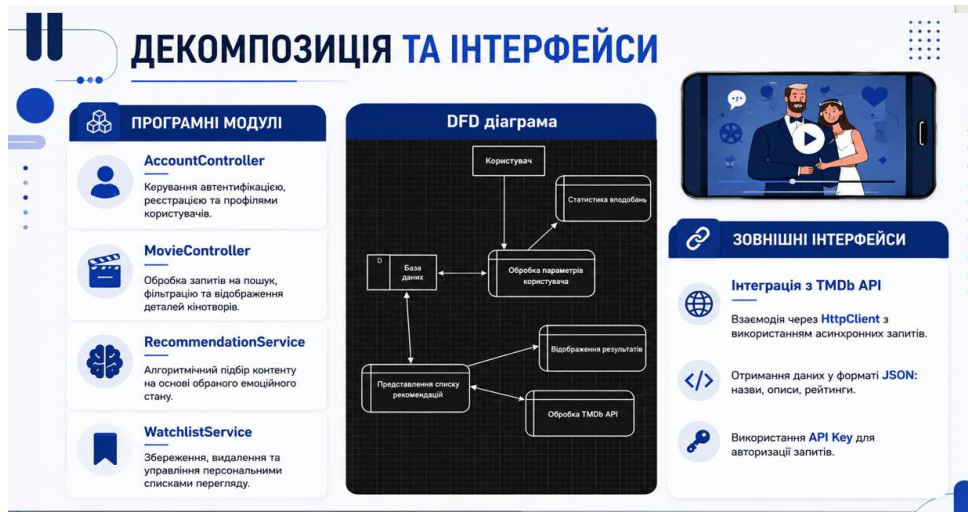 ДЕКОМПОЗИЦІЯ ТА ІНТЕРФЕЙСИ
ПРОГРАМНІ МОДУЛІ
AccountController
Керування автентифікацією,
реєстрацією та профілями
користувачів.
MovieController
Обробка запитів на пошук,
фільтрацію та відображення
деталей кінотворів.
RecommendationService
Алгоритмічний підбір контенту
на основі обраного емоційного
стану.
WatchlistService
Збереження, видалення та
управління персональними
списками перегляду.
DFD діаграма
Користувач
Статистика вподобань
D
База
даних
Обробка параметрів
користувача
Відображення результатів
Представлення списку
рекомендацій
Обробка TMDb API
ЗОВНІШНІ ІНТЕРФЕЙСИ
Інтеграція з TMDb API
Взаємодія через HttpClient з
використанням асинхронних запитів.
Отримання даних у форматі JSON:
назви, описи, рейтинги.
Використання API Key для
авторизації запитів.